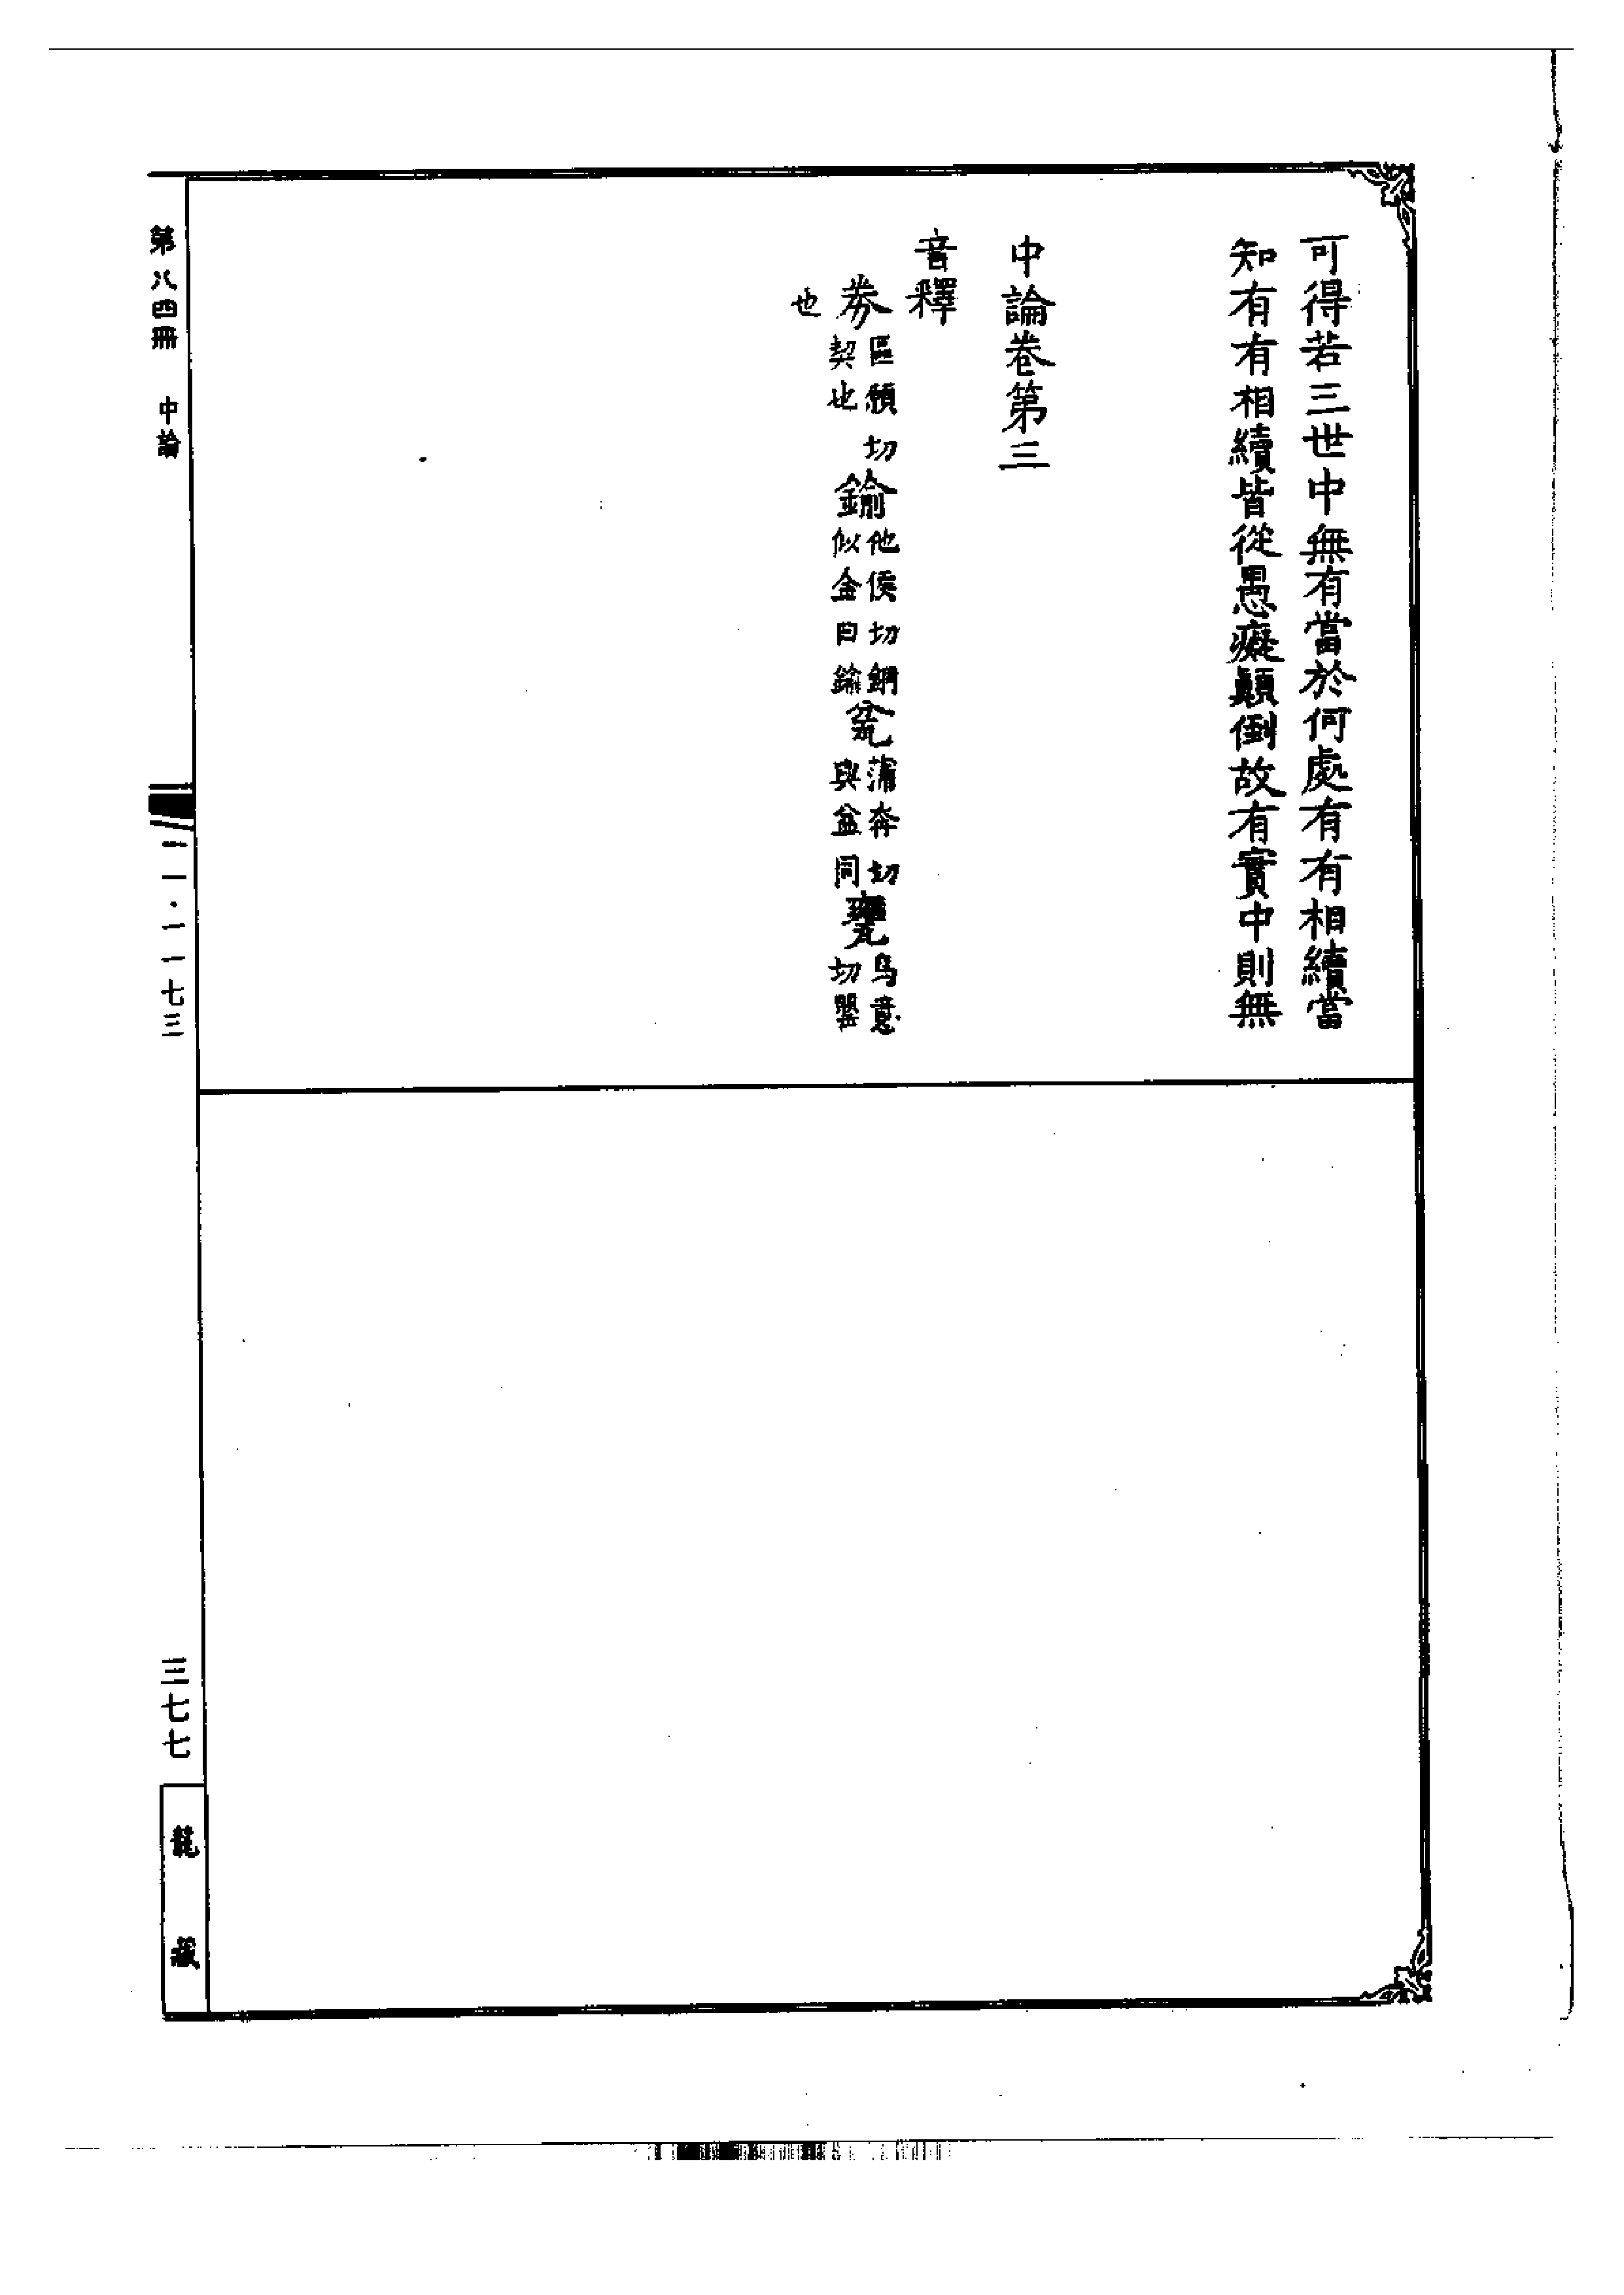 可得若三世中無有當於何處有有相續當
知有有相續皆從愚癡顛倒故有實中則無
中論卷第三
音釋
券區願切契也 鍮他侯切銅似金曰鍮 瓫蒲奔切與盆同 甕烏意切罌
也
第八四冊 中論
二一·一一七三
三七七
龍藏